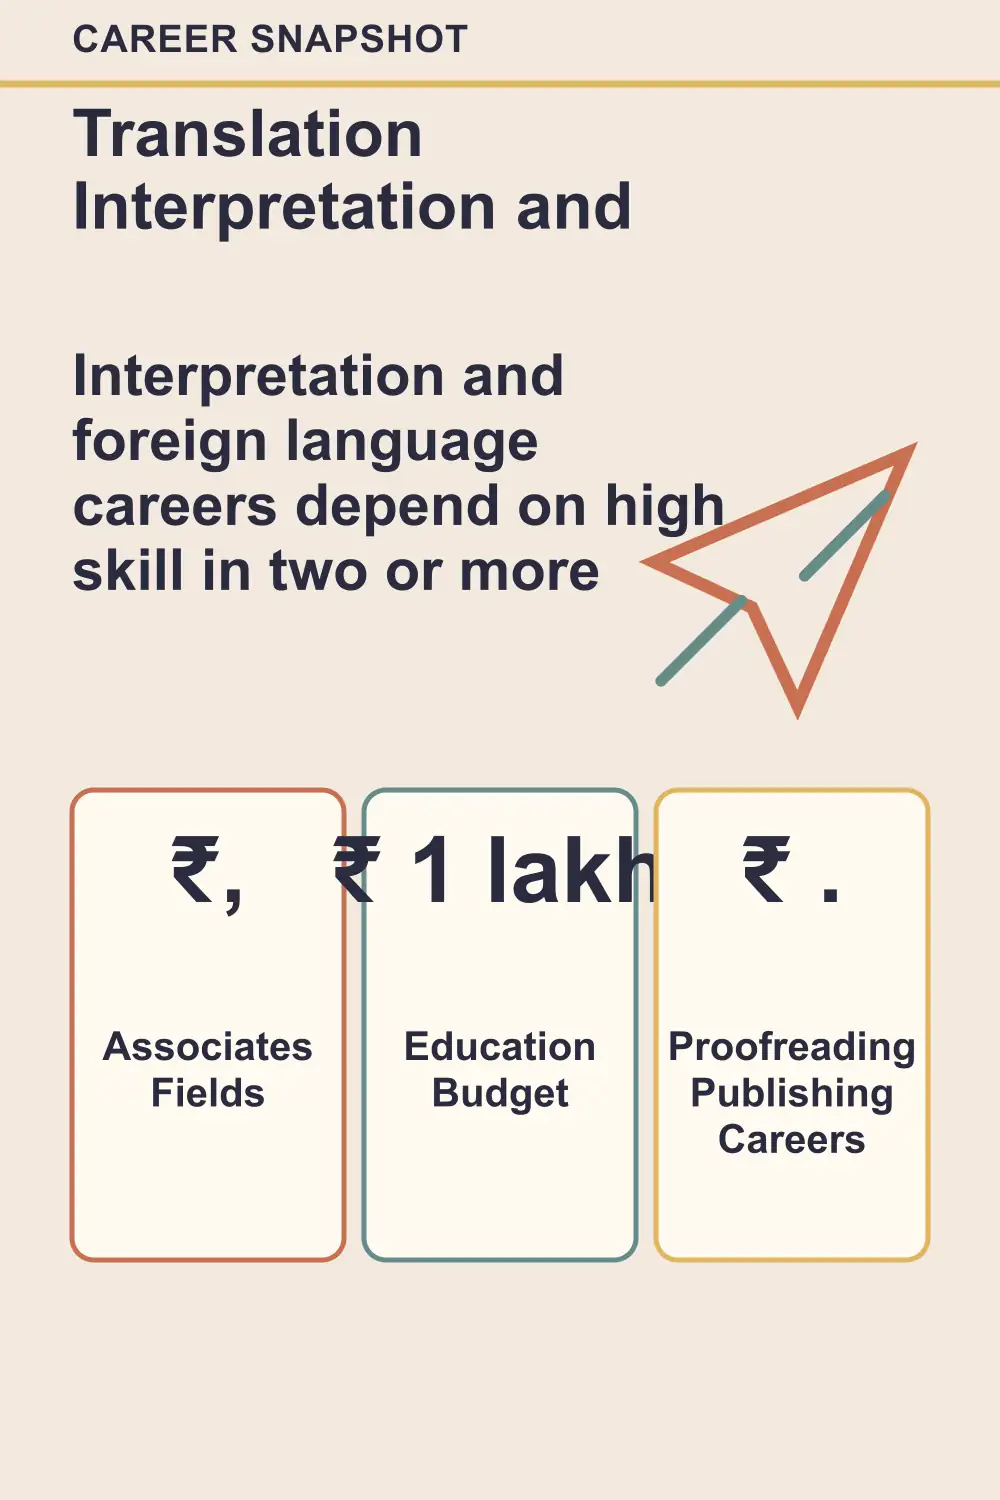 CAREER SNAPSHOT
Translation
Interpretation and
Interpretation and
foreign language
careers depend on high
skill in two or more
₹,
₹ 1 lakh
₹ .
Associates
Fields
Education
Budget
Proofreading
Publishing
Careers